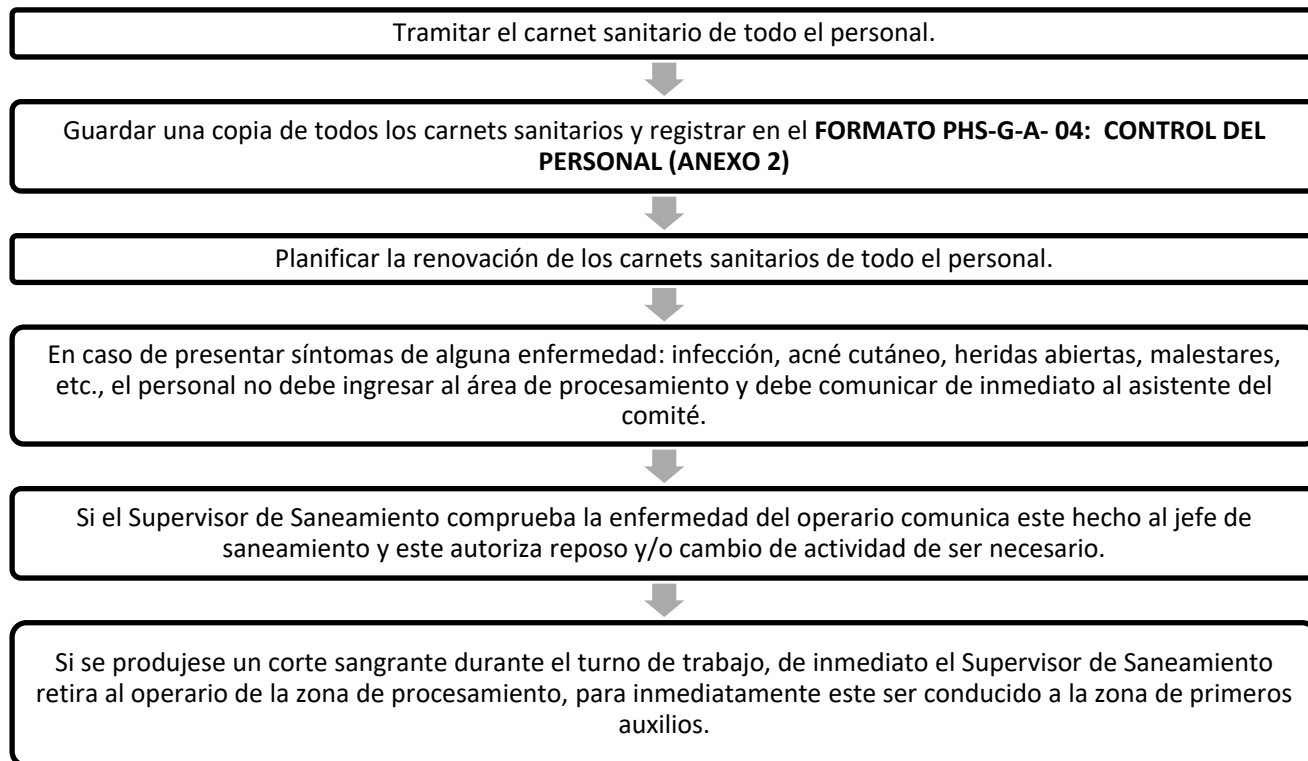 Tramitar el carnet sanitario de todo el personal.
Guardar una copia de todos los carnets sanitarios y registrar en el FORMATO PHS-G-A- 04: CONTROL DEL
PERSONAL (ANEXO 2)
Planificar la renovación de los carnets sanitarios de todo el personal.
En caso de presentar síntomas de alguna enfermedad: infección, acné cutáneo, heridas abiertas, malestares,
etc., el personal no debe ingresar al área de procesamiento y debe comunicar de inmediato al asistente del
comité.
Si el Supervisor de Saneamiento comprueba la enfermedad del operario comunica este hecho al jefe de
saneamiento y este autoriza reposo y/o cambio de actividad de ser necesario.
Si se produjese un corte sangrante durante el turno de trabajo, de inmediato el Supervisor de Saneamiento
retira al operario de la zona de procesamiento, para inmediatamente este ser conducido a la zona de primeros
auxilios.